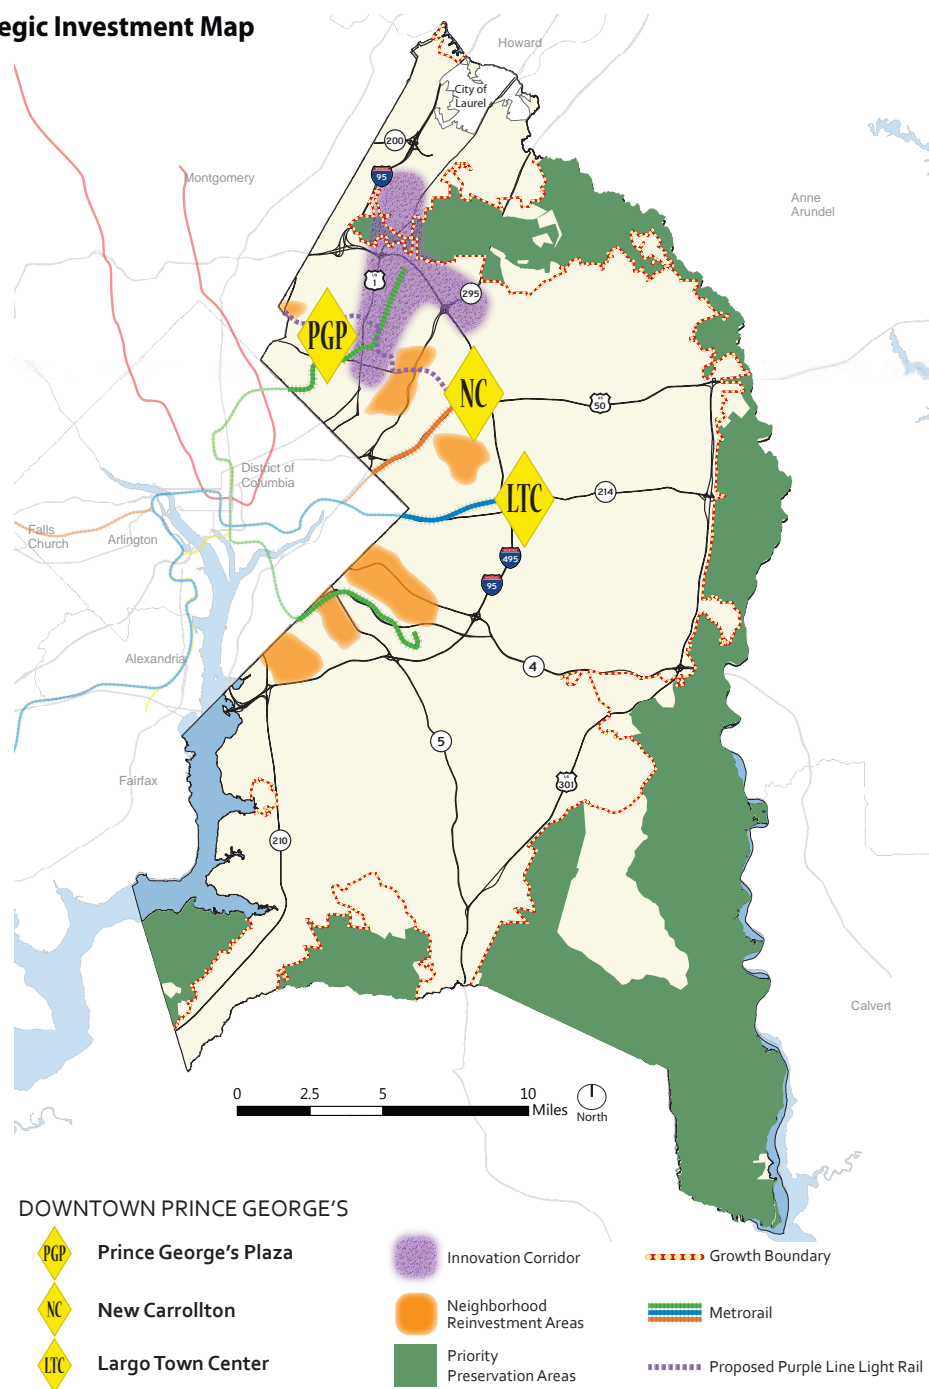 egic Investment Map
Howard
City of
Laurel
200
95
Montgomery
Anne
Arundel
US
1
295
PGP
NC
US
50
District of
Columbia
LTC
214
Falls
Church
Arlington
495
95
Alexandria
4
5
Fairfax
US
301
210
Calvert
0 2.5 5 10
Miles
North
DOWNTOWN PRINCE GEORGE'S
PGP Prince George's Plaza
NC New Carrollton
LTC Largo Town Center
Innovation Corridor
Neighborhood
Reinvestment Areas
Priority
Preservation Areas
Growth Boundary
Metrorail
Proposed Purple Line Light Rail